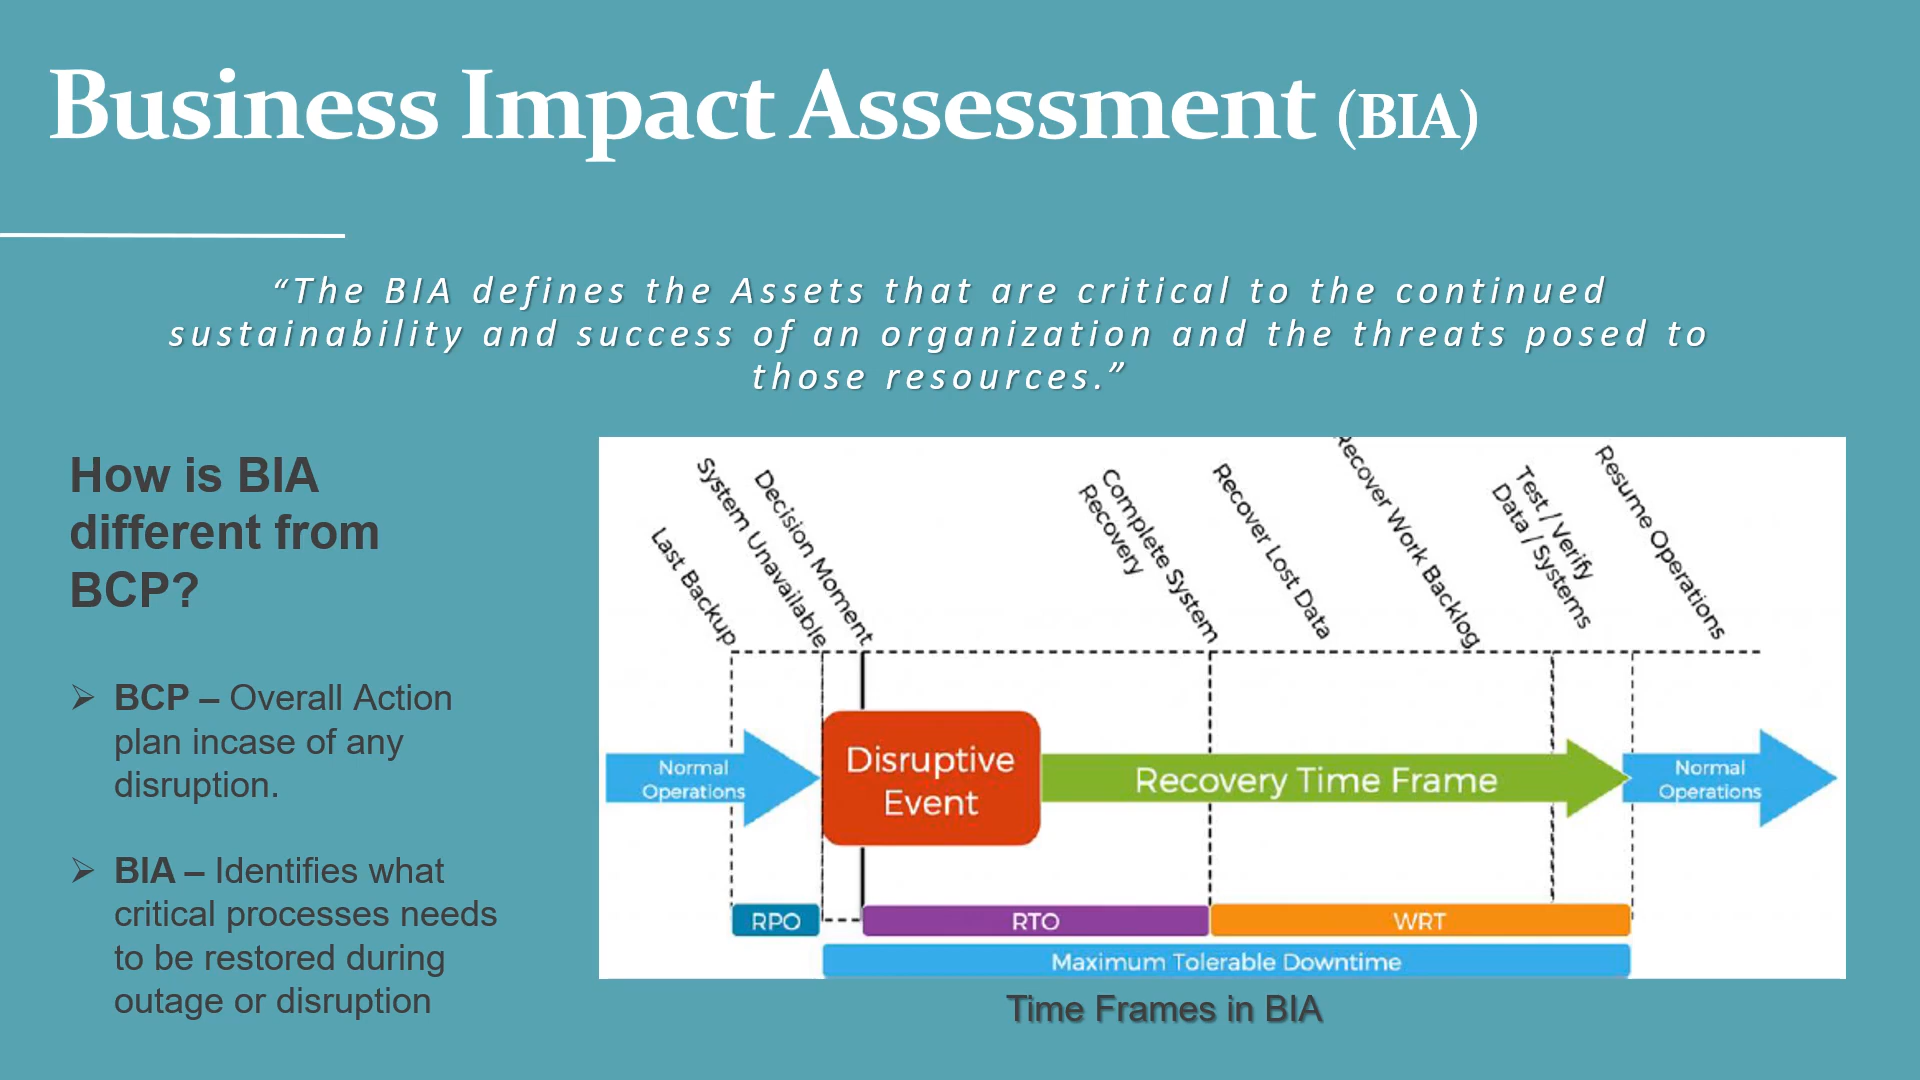 Business Impact Assessment (BIA)
“The BIA defines the Assets that are critical to the continued
sustainability and success of an organization and the threats posed to
those resources.”
How is BIA
different from
BCP?
➢ BCP – Overall Action
plan incase of any
disruption.
➢ BIA – Identifies what
critical processes needs
to be restored during
outage or disruption
Last Backup
System Unavailable
Decision Moment
Complete System
Recovery
Recover Lost Data
Recover Work Backlog
Test / Verify
Data / Systems
Resume Operations
Normal
Operations
Disruptive
Event
Recovery Time Frame
Normal
Operations
RPO
RTO
WRT
Maximum Tolerable Downtime
Time Frames in BIA